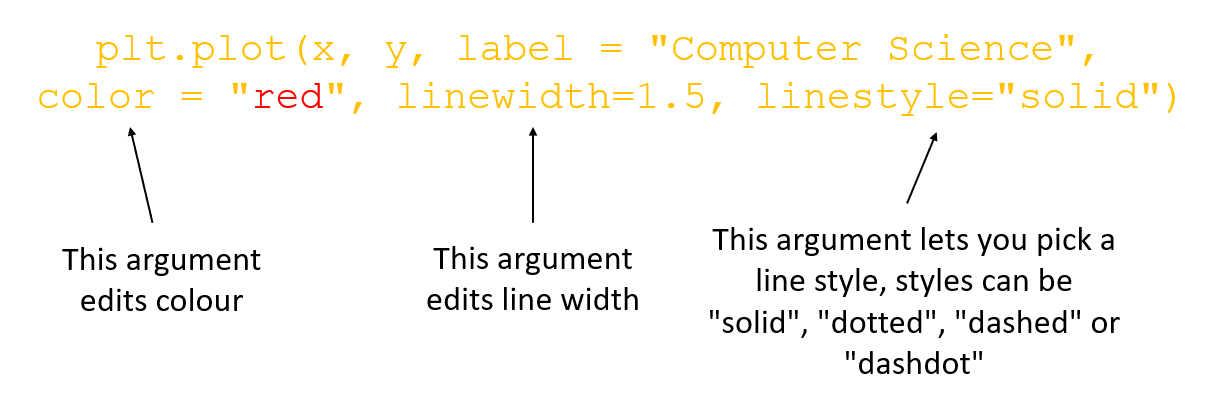 plt.plot(x, y, label = "Computer Science",
color = "red", linewidth=1.5, linestyle="solid")
This argument
edits colour
This argument
edits line width
This argument lets you pick a
line style, styles can be
"solid", "dotted", "dashed" or
"dashdot"